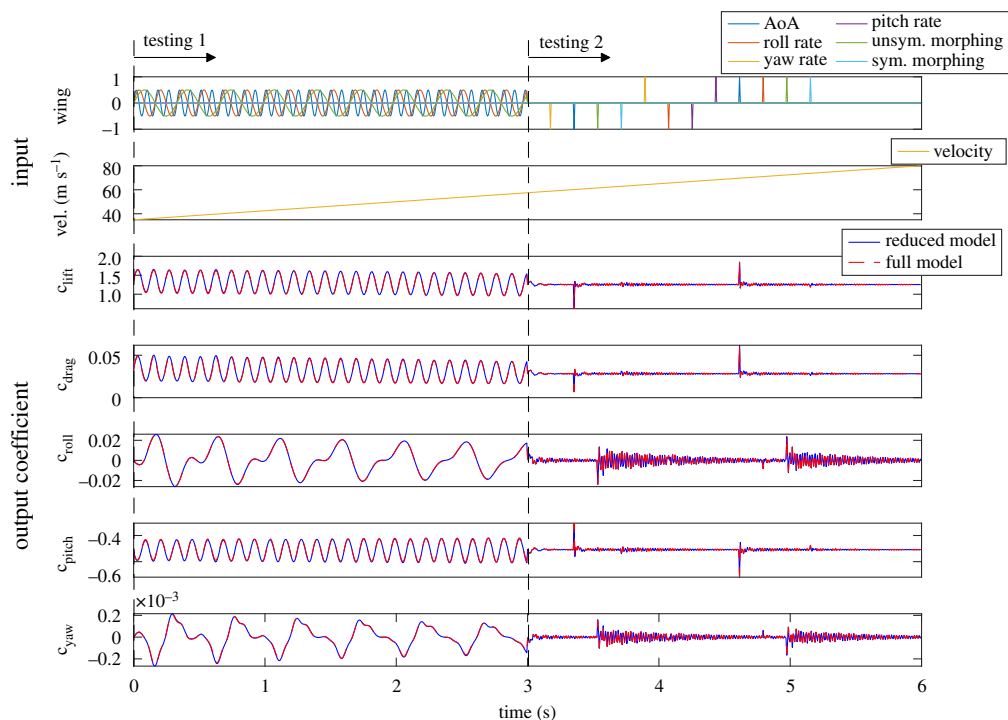 testing 1
testing 2
AoA
roll rate
yaw rate
pitch rate
unsym. morphing
sym. morphing
input
wing
1
0
−1
velocity
vel. (m s−1)
80
60
40
reduced model
full model
output coefficient
clift
2.0
1.5
1.0
cdrag
0.05
0
croll
0.02
0
−0.02
cpitch
−0.4
−0.6
×10−3
cyaw
0.2
0
−0.2
0 1 2 3 4 5 6
time (s)